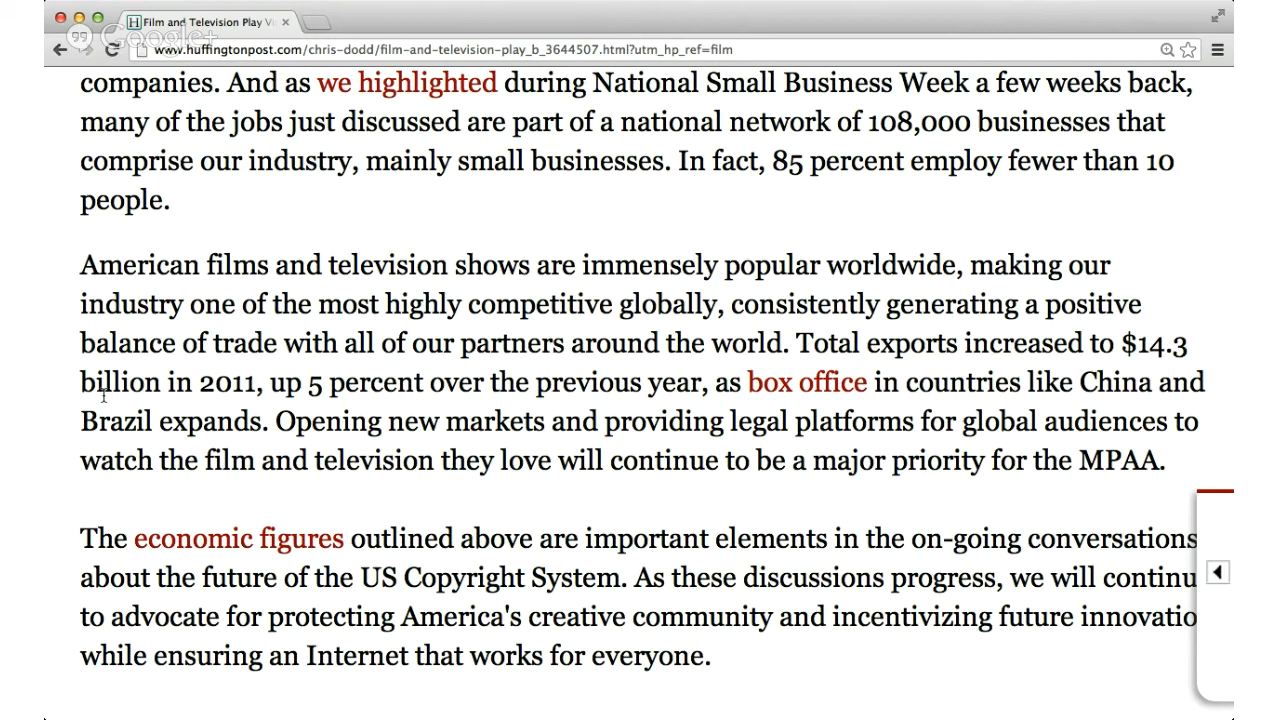 Film and Television Play Vi
Google+
www.huffingtonpost.com/chris-dodd/film-and-television-play_b_3644507.html?utm_hp_ref=film
companies. And as we highlighted during National Small Business Week a few weeks back,
many of the jobs just discussed are part of a national network of 108,000 businesses that
comprise our industry, mainly small businesses. In fact, 85 percent employ fewer than 10
people.
American films and television shows are immensely popular worldwide, making our
industry one of the most highly competitive globally, consistently generating a positive
balance of trade with all of our partners around the world. Total exports increased to $14.3
billion in 2011, up 5 percent over the previous year, as box office in countries like China and
Brazil expands. Opening new markets and providing legal platforms for global audiences to
watch the film and television they love will continue to be a major priority for the MPAA.
The economic figures outlined above are important elements in the on-going conversations
about the future of the US Copyright System. As these discussions progress, we will continu
to advocate for protecting America's creative community and incentivizing future innovatio
while ensuring an Internet that works for everyone.